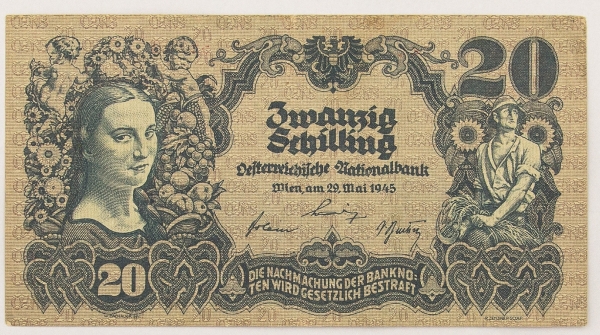 20
Zwanzig
Schilling
Oesterreichische Nationalbank
Wien, am 29. Mai 1945
DIE NACHMACHUNG DER BANKNO-
TEN WIRD GESETZLICH BESTRAFT
20